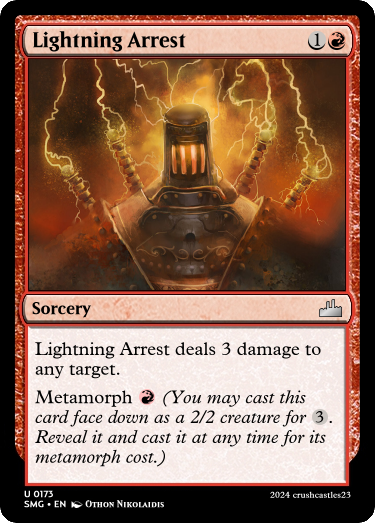 Lightning Arrest 1
Sorcery
Lightning Arrest deals 3 damage to
any target.
Metamorph (You may cast this
card face down as a 2/2 creature for 3.
Reveal it and cast it at any time for its
metamorph cost.)
U 0173
SMG • EN Othon Nikolaidis
2024 crushcastles23